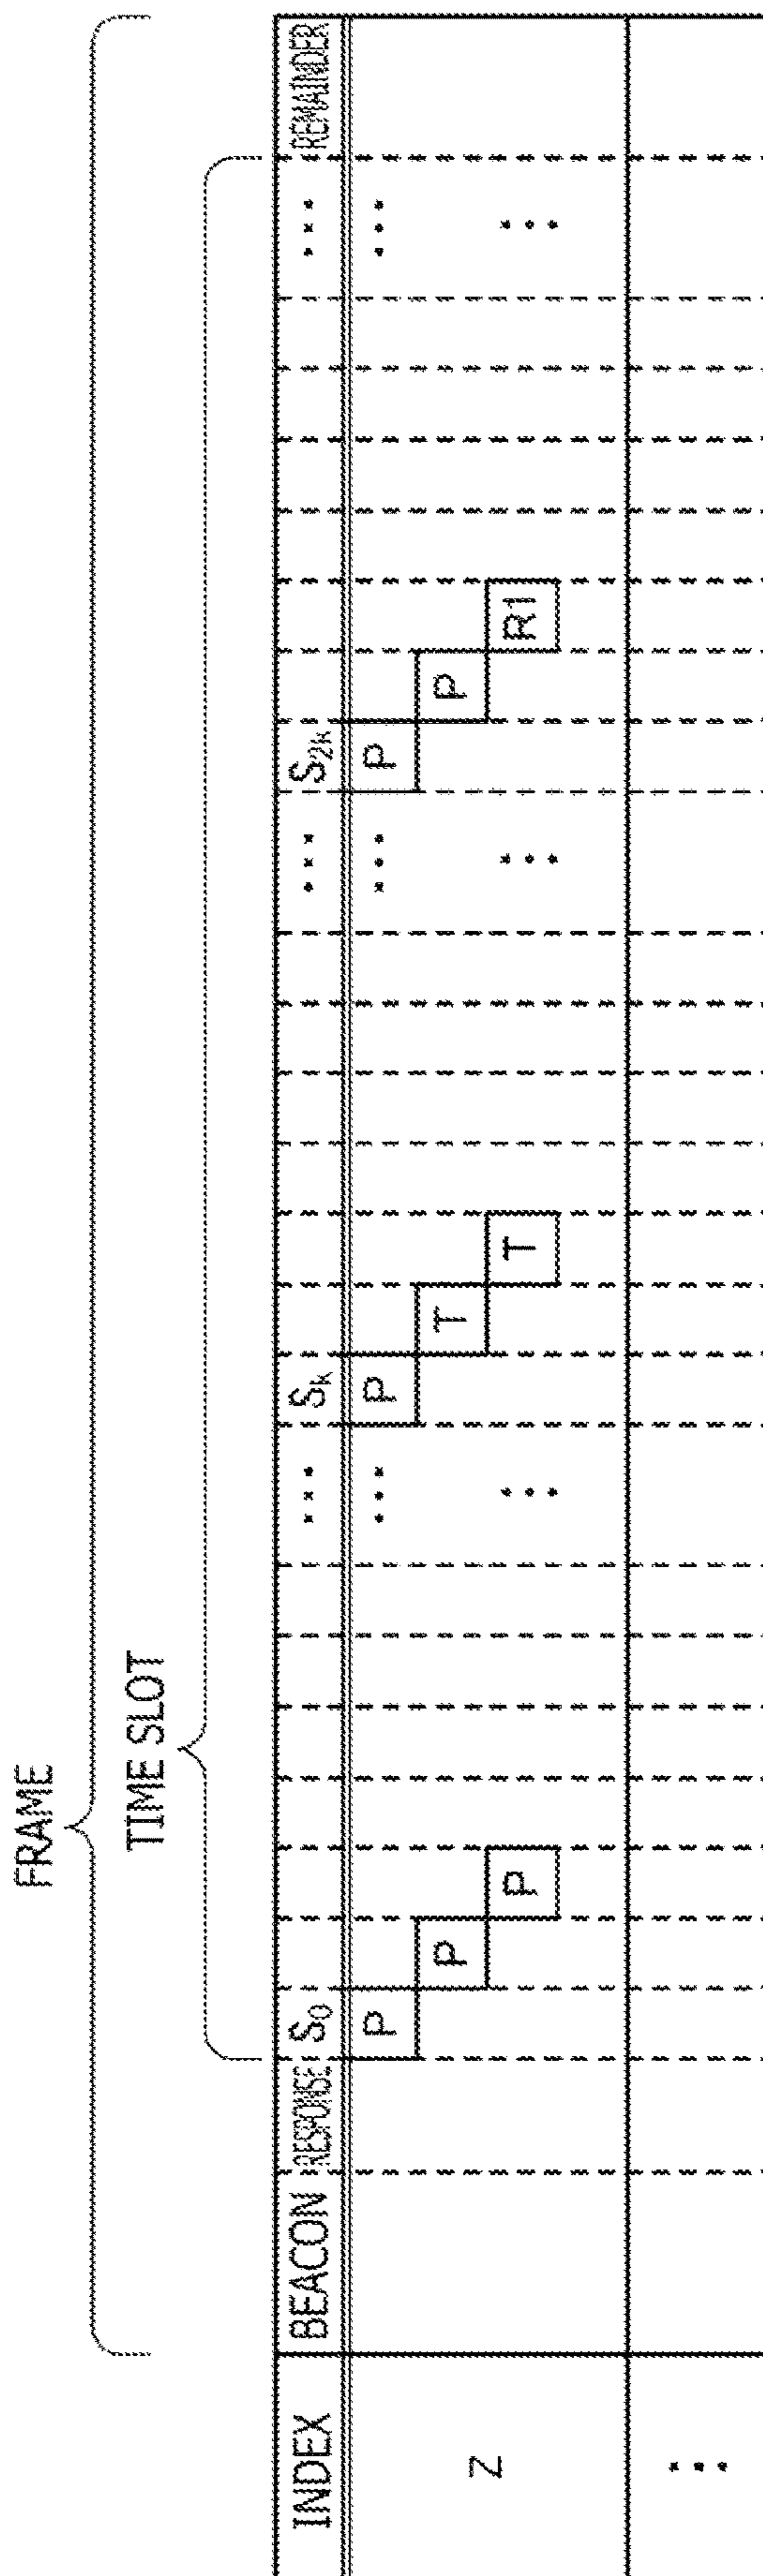 FRAME
TIME SLOT
INDEX BEACON RESPONSE S₀ ... Sₖ ... S₂ₖ ... REMAINDER
P ... P ... P ...
N P T P
P ⋮ T ⋮ R1 ⋮
⋮